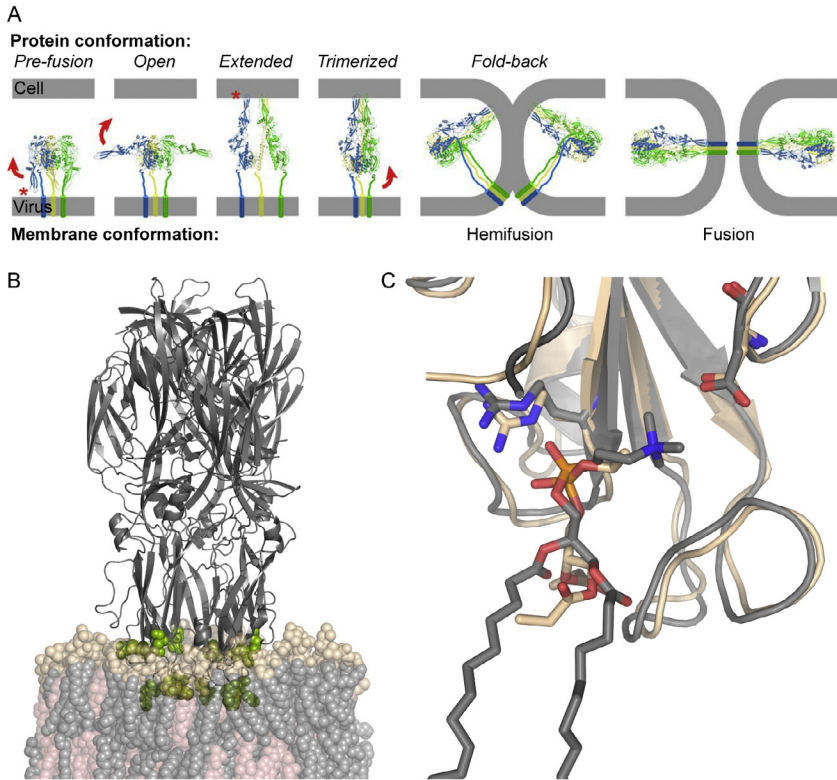 A
Protein conformation:
Pre-fusion Open Extended Trimerized Fold-back
Cell
*
*
Virus
Membrane conformation: Hemifusion Fusion
B C